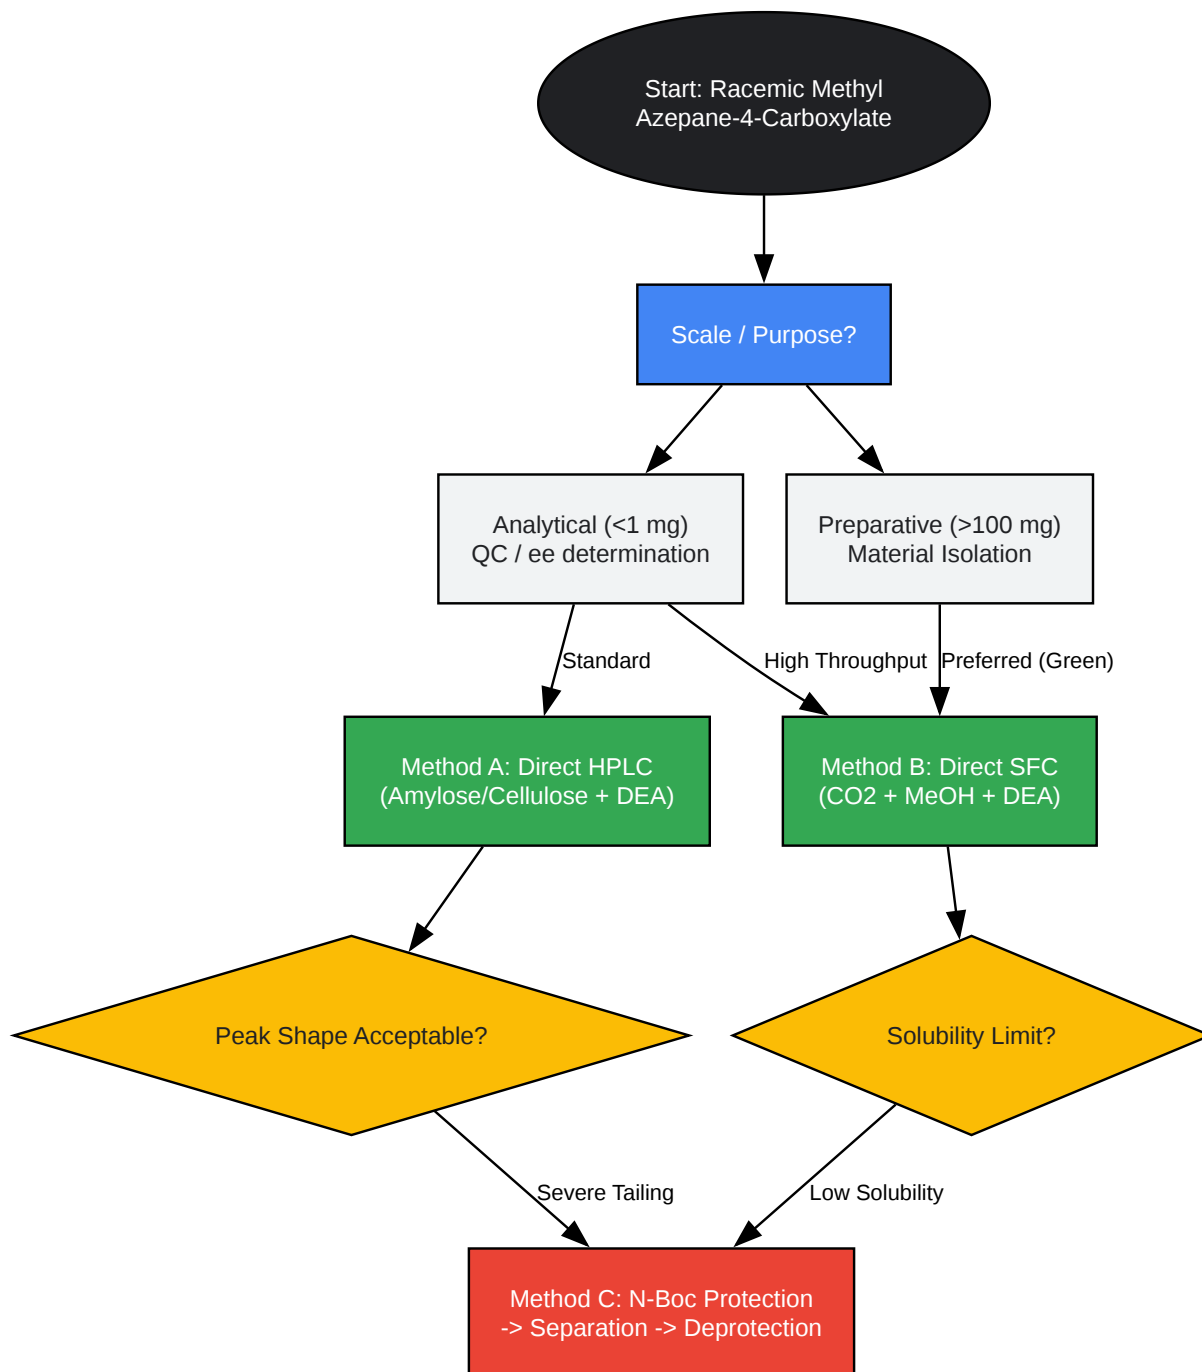 Start: Racemic Methyl
Azepane-4-Carboxylate
Scale / Purpose?
Analytical (<1 mg)
QC / ee determination
Preparative (>100 mg)
Material Isolation
Standard
High Throughput
Preferred (Green)
Method A: Direct HPLC
(Amylose/Cellulose + DEA)
Method B: Direct SFC
(CO2 + MeOH + DEA)
Peak Shape Acceptable?
Solubility Limit?
Severe Tailing
Low Solubility
Method C: N-Boc Protection
-> Separation -> Deprotection